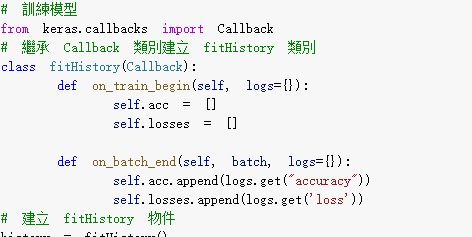 # 訓練模型
from keras.callbacks import Callback
# 繼承 Callback 類別建立 fitHistory 類別
class fitHistory(Callback):
def on_train_begin(self, logs={}):
self.acc = []
self.losses = []
def on_batch_end(self, batch, logs={}):
self.acc.append(logs.get("accuracy"))
self.losses.append(logs.get('loss'))
# 建立 fitHistory 物件
history = fitHistory()